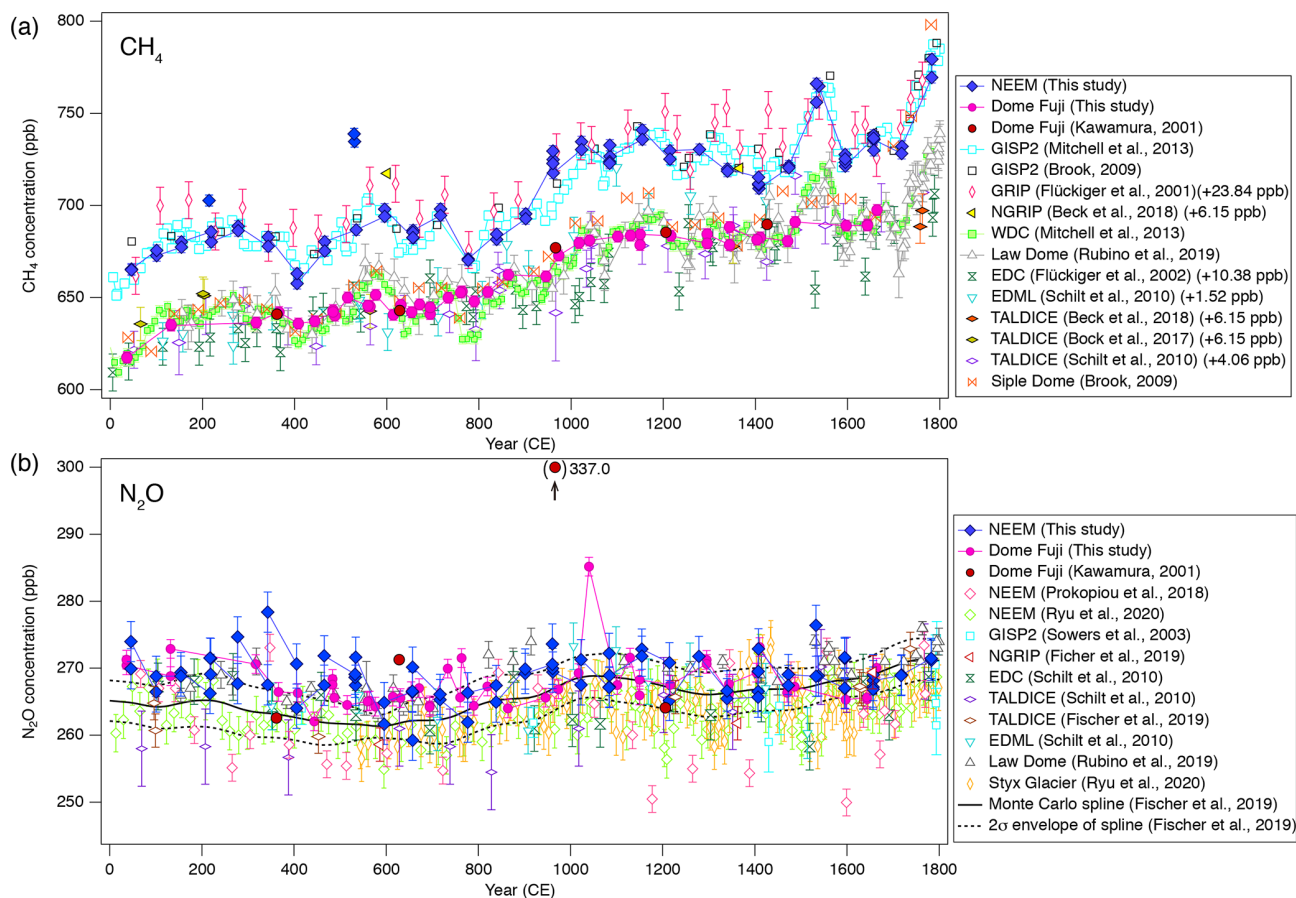 (a)
CH4
CH4 concentration (ppb)
800
750
700
650
600
0 200 400 600 800 1000 1200 1400 1600 1800
Year (CE)
NEEM (This study)
Dome Fuji (This study)
Dome Fuji (Kawamura, 2001)
GISP2 (Mitchell et al., 2013)
GISP2 (Brook, 2009)
GRIP (Flückiger et al., 2001)(+23.84 ppb)
NGRIP (Beck et al., 2018) (+6.15 ppb)
WDC (Mitchell et al., 2013)
Law Dome (Rubino et al., 2019)
EDC (Flückiger et al., 2002) (+10.38 ppb)
EDML (Schilt et al., 2010) (+1.52 ppb)
TALDICE (Beck et al., 2018) (+6.15 ppb)
TALDICE (Bock et al., 2017) (+6.15 ppb)
TALDICE (Schilt et al., 2010) (+4.06 ppb)
Siple Dome (Brook, 2009)
(b)
N2O
N2O concentration (ppb)
300
290
280
270
260
250
( ) 337.0
0 200 400 600 800 1000 1200 1400 1600 1800
Year (CE)
NEEM (This study)
Dome Fuji (This study)
Dome Fuji (Kawamura, 2001)
NEEM (Prokopiou et al., 2018)
NEEM (Ryu et al., 2020)
GISP2 (Sowers et al., 2003)
NGRIP (Ficher et al., 2019)
EDC (Schilt et al., 2010)
TALDICE (Schilt et al., 2010)
TALDICE (Fischer et al., 2019)
EDML (Schilt et al., 2010)
Law Dome (Rubino et al., 2019)
Styx Glacier (Ryu et al., 2020)
Monte Carlo spline (Fischer et al., 2019)
2σ envelope of spline (Fischer et al., 2019)